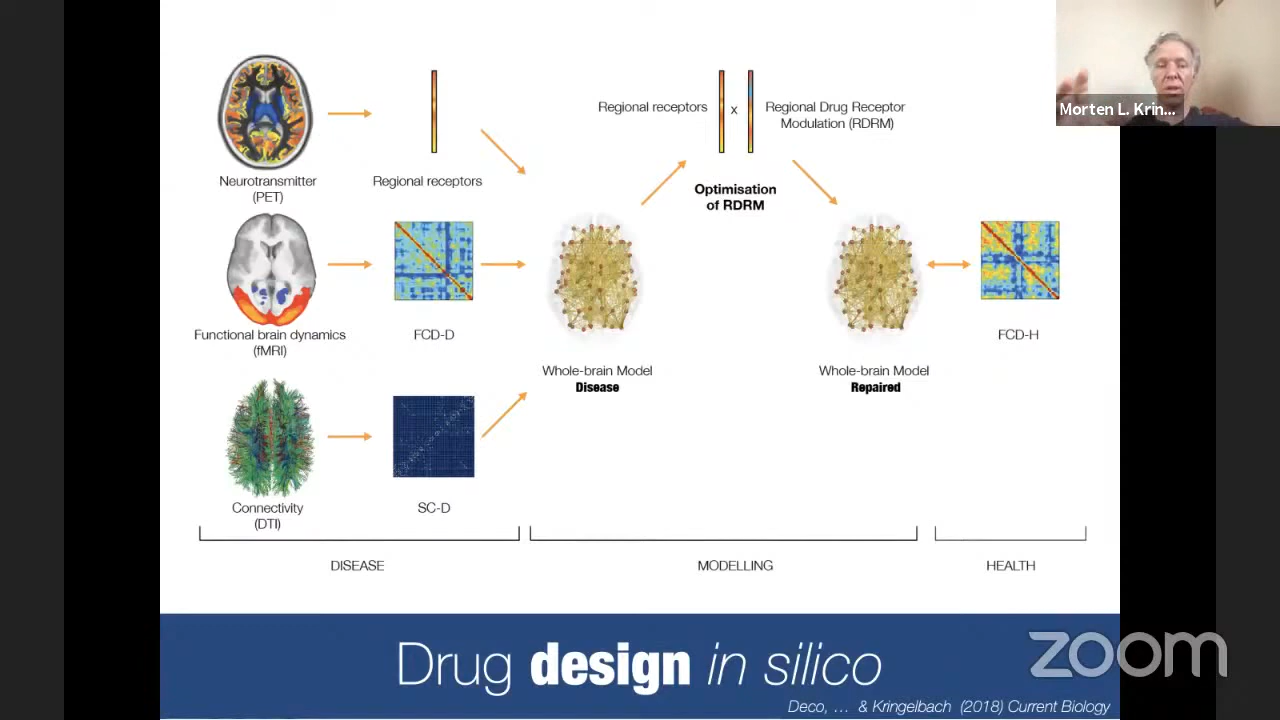 Neurotransmitter
(PET)
Regional receptors
Regional receptors
x
Regional Drug Receptor
Modulation (RDRM)
Optimisation
of RDRM
Morten L. Krin...
Functional brain dynamics
(fMRI)
FCD-D
Whole-brain Model
Disease
Whole-brain Model
Repaired
FCD-H
Connectivity
(DTI)
SC-D
DISEASE
MODELLING
HEALTH
Drug design in silico
zoom
Deco, ... & Kringelbach (2018) Current Biology